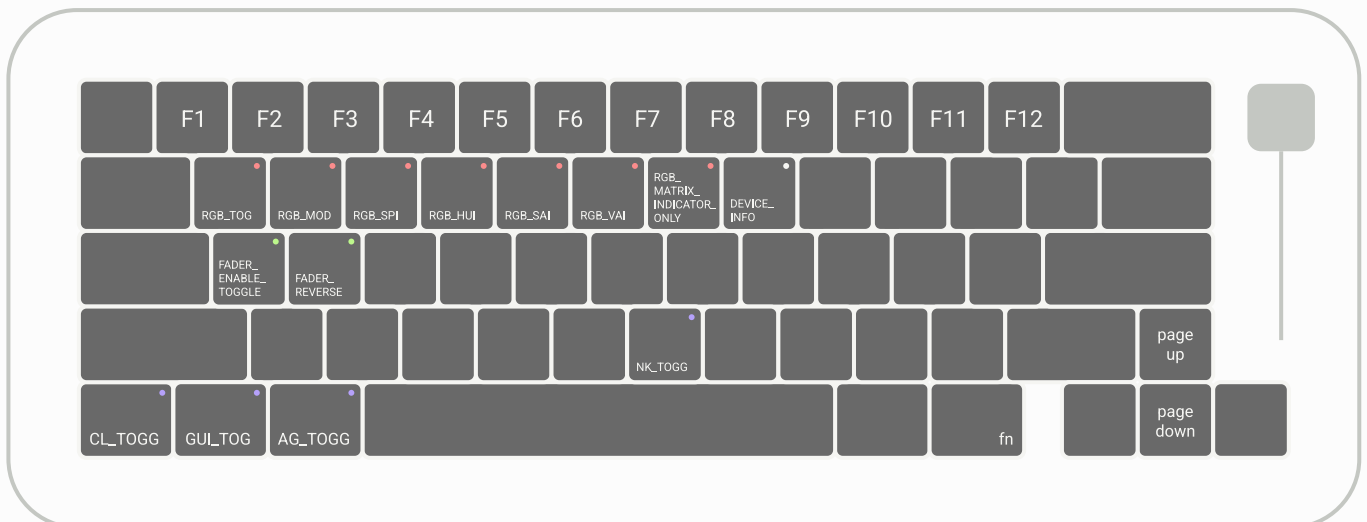 F1 F2 F3 F4 F5 F6 F7 F8 F9 F10 F11 F12
RGB_TOG RGB_MOD RGB_SPI RGB_HUI RGB_SAI RGB_VAI
RGB_
MATRIX_
INDICATOR_
ONLY
DEVICE_
INFO
FADER_
ENABLE_
TOGGLE
FADER_
REVERSE
NK_TOGG
page
up
CL_TOGG GUI_TOG AG_TOGG fn
page
down